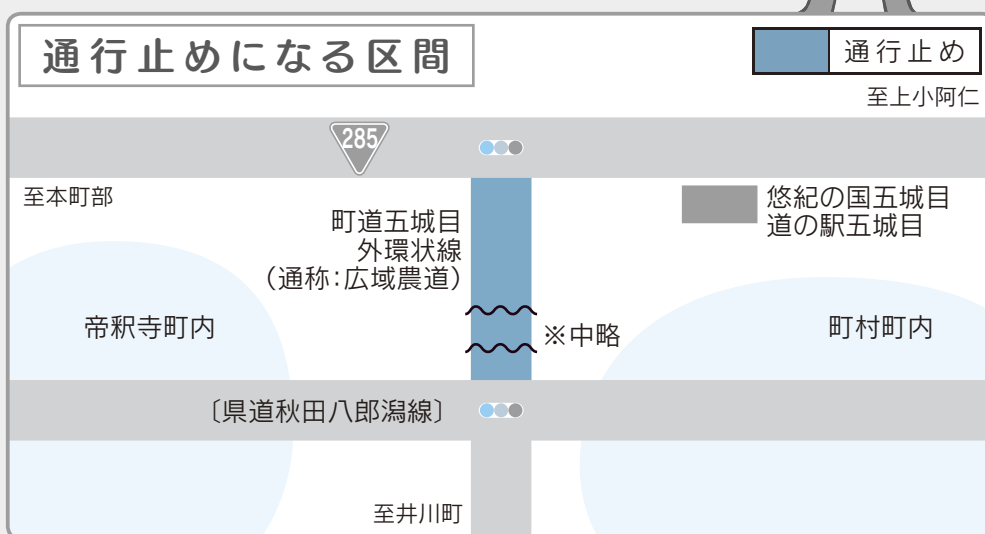 通行止めになる区間
通行止め
至上小阿仁
285
至本町部
町道五城目
外環状線
（通称：広域農道）
悠紀の国五城目
道の駅五城目
帝釈寺町内
※中略
町村町内
〔県道秋田八郎潟線〕
至井川町